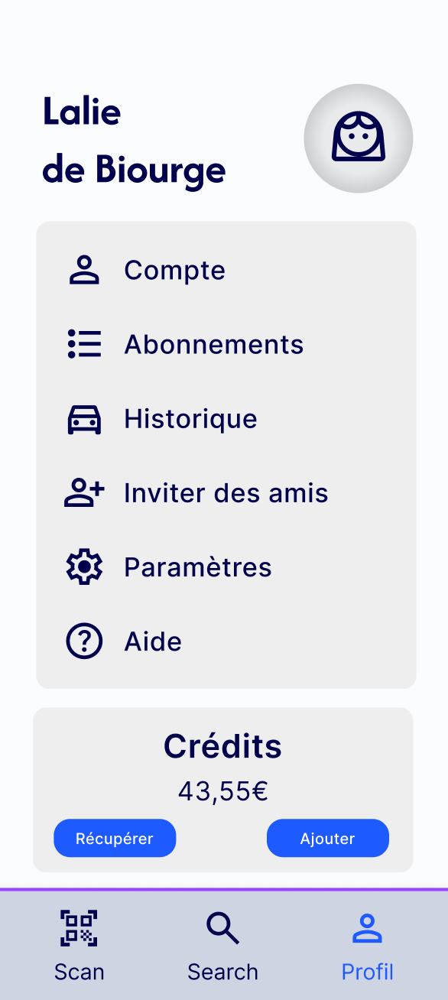 Lalie
de Biourge
Compte
Abonnements
Historique
Inviter des amis
Paramètres
Aide
Crédits
43,55€
Récupérer
Ajouter
Scan
Search
Profil